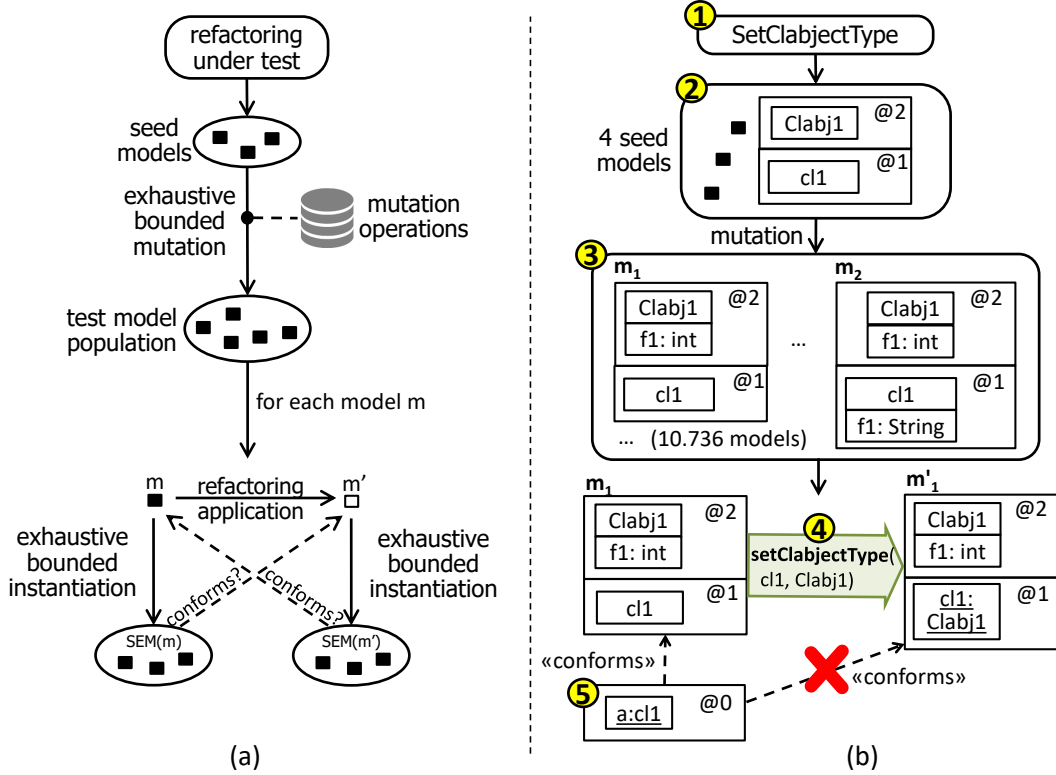 refactoring
under test
seed
models
exhaustive
bounded
mutation
mutation
operations
test model
population
for each model m
m
refactoring
application
m’
exhaustive
bounded
instantiation
exhaustive
bounded
instantiation
conforms?
conforms?
SEM(m)
SEM(m’)
(a)
1
SetClabjectType
2
4 seed
models
Clabj1
@2
cl1
@1
mutation
3
m1
Clabj1
@2
f1: int
cl1
@1
...
m2
Clabj1
@2
f1: int
cl1
@1
f1: String
... (10.736 models)
m1
Clabj1
@2
f1: int
cl1
@1
4
setClabjectType(
cl1, Clabj1)
m'1
Clabj1
@2
f1: int
cl1:
Clabj1
@1
«conforms»
«conforms»
5
a:cl1
@0
(b)